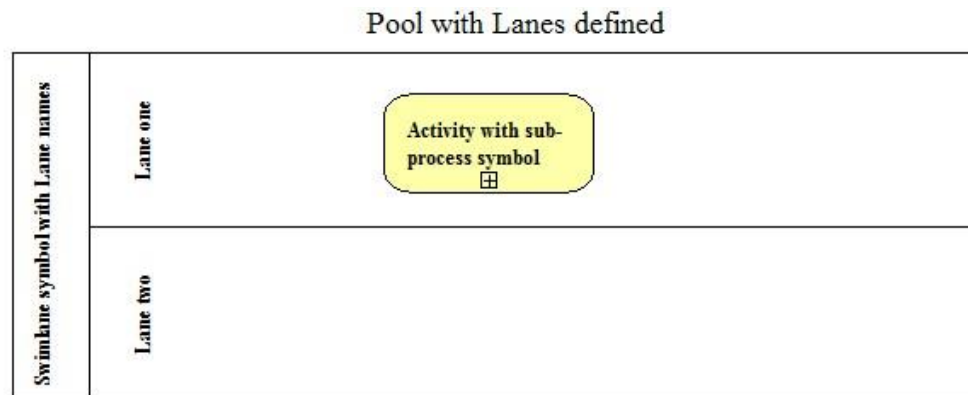 Pool with Lanes defined
Swimlane symbol with Lane names
Lane one
Activity with sub-
process symbol
Lane two